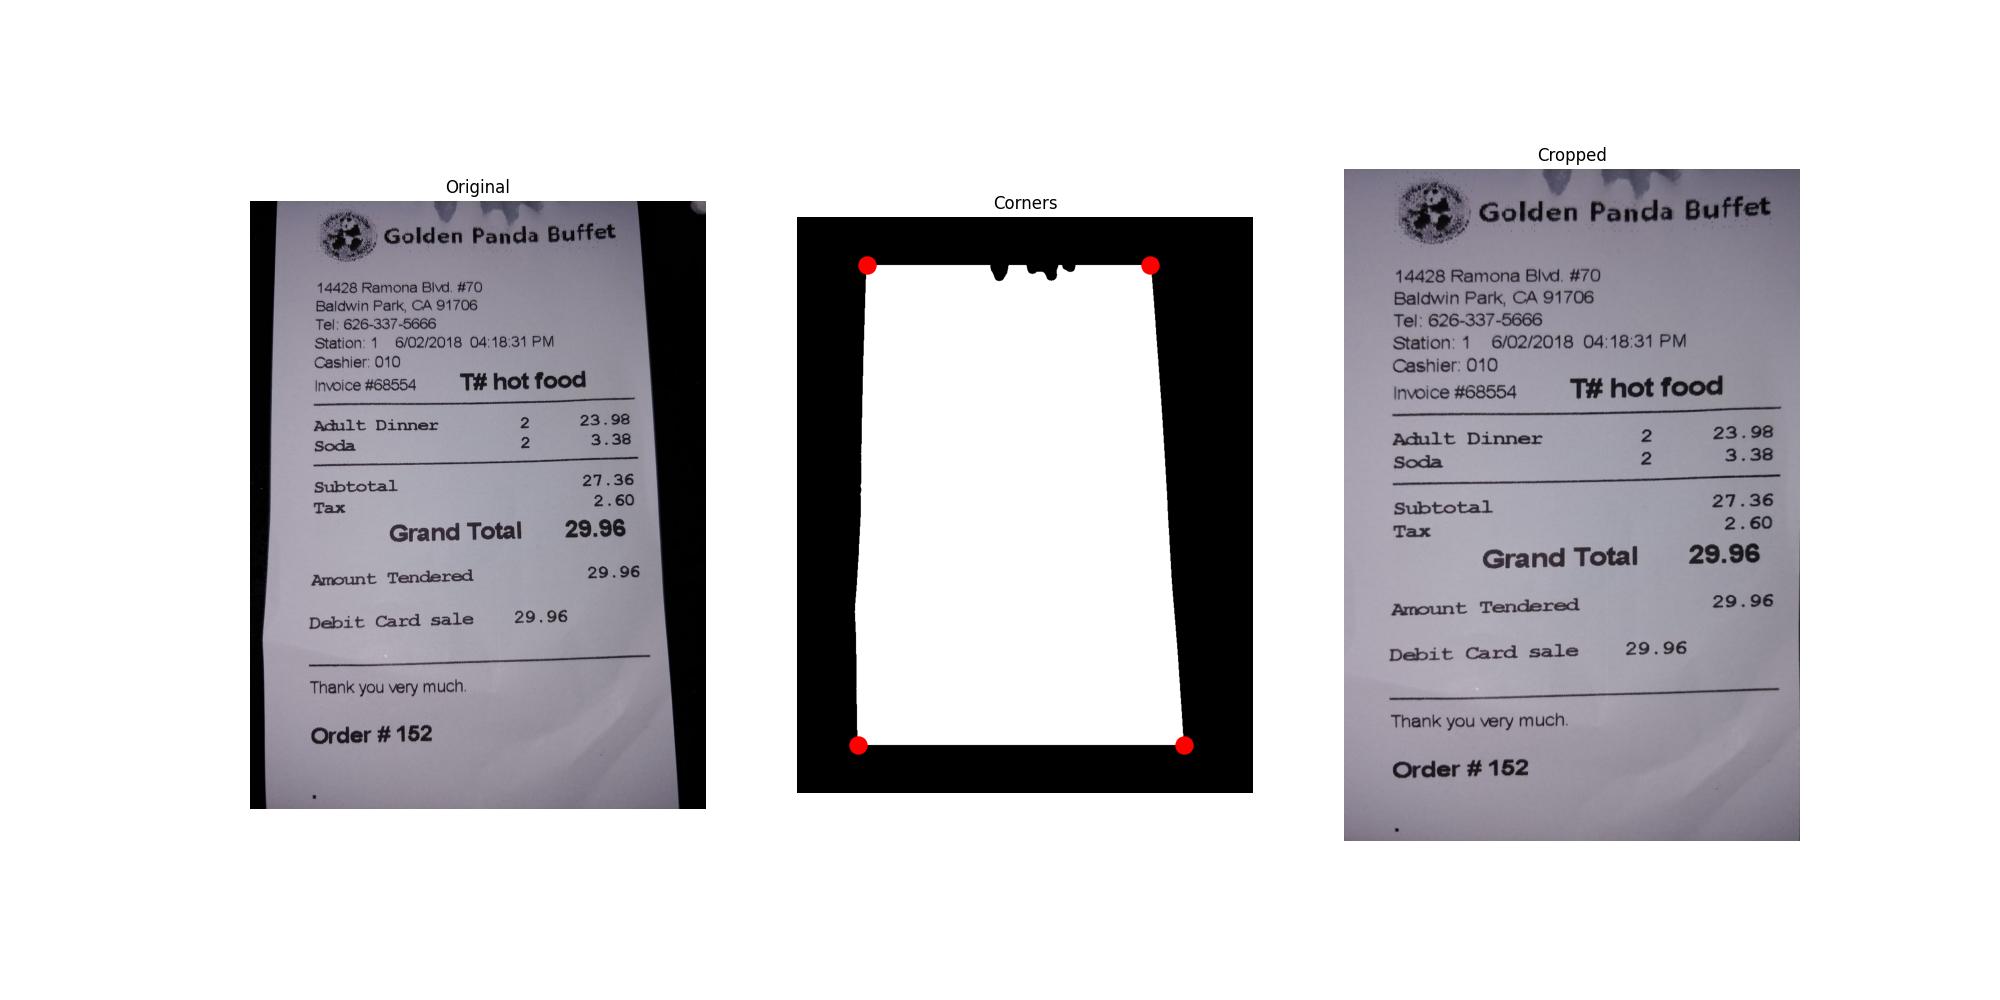 Original
Golden Panda Buffet
14428 Ramona Blvd. #70
Baldwin Park, CA 91706
Tel: 626-337-5666
Station: 1 6/02/2018 04:18:31 PM
Cashier: 010
Invoice #68554 T# hot food
Adult Dinner 2 23.98
Soda 2 3.38
Subtotal 27.36
Tax 2.60
Grand Total 29.96
Amount Tendered 29.96
Debit Card sale 29.96
Thank you very much.
Order # 152
Corners
Cropped
Golden Panda Buffet
14428 Ramona Blvd. #70
Baldwin Park, CA 91706
Tel: 626-337-5666
Station: 1 6/02/2018 04:18:31 PM
Cashier: 010
Invoice #68554 T# hot food
Adult Dinner 2 23.98
Soda 2 3.38
Subtotal 27.36
Tax 2.60
Grand Total 29.96
Amount Tendered 29.96
Debit Card sale 29.96
Thank you very much.
Order # 152